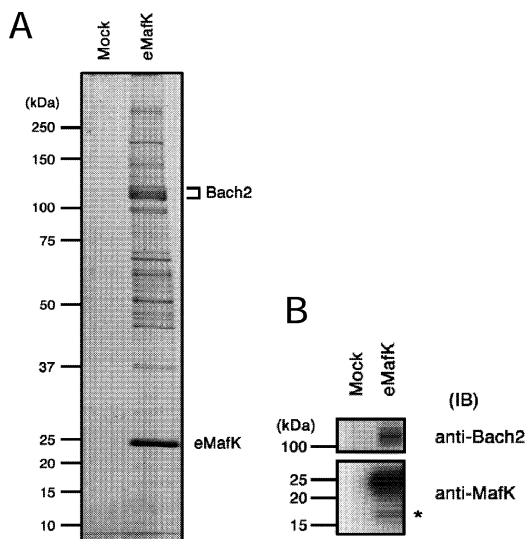 A
Mock
eMafK
(kDa)
250
150
100
75
50
37
25
20
15
10
Bach2
eMafK
B
Mock
eMafK
(IB)
(kDa)
100
anti-Bach2
25
20
15
anti-MafK
*